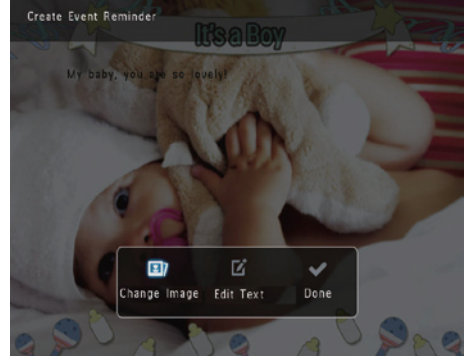 Create Event Reminder
It's a Boy
My baby, you are so lovely!
Change Image Edit Text Done